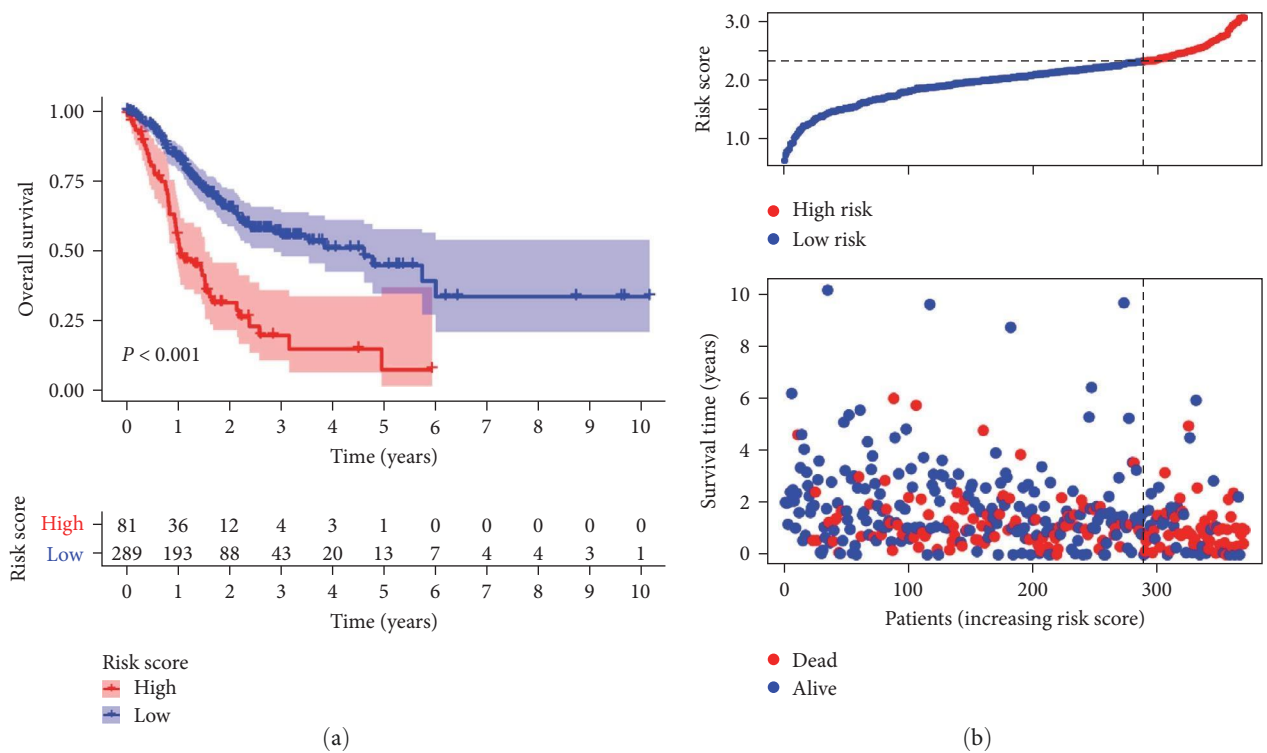 1.00
0.75
0.50
0.25
0.00
Overall survival
P < 0.001
0 1 2 3 4 5 6 7 8 9 10
Time (years)
Risk score
High 81 36 12 4 3 1 0 0 0 0 0
Low 289 193 88 43 20 13 7 4 4 3 1
0 1 2 3 4 5 6 7 8 9 10
Time (years)
Risk score
High
Low
(a)
3.0
2.0
1.0
Risk score
0 100 200 300
High risk
Low risk
10
8
6
4
2
0
Survival time (years)
0 100 200 300
Patients (increasing risk score)
Dead
Alive
(b)